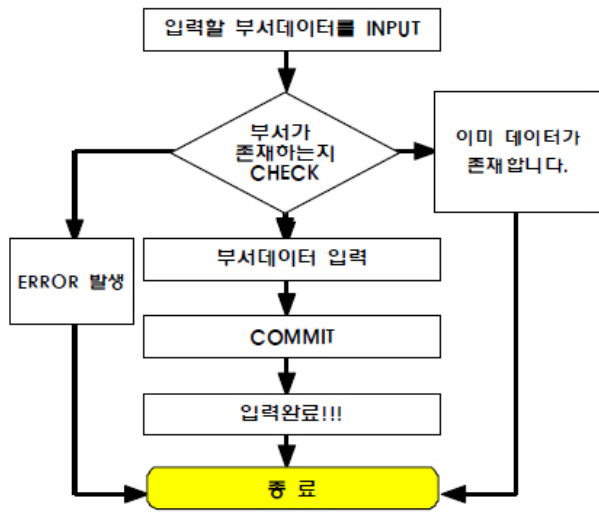 입력할 부서데이터를 INPUT
부서가
존재하는지
CHECK
이미 데이터가
존재합니다.
ERROR 발생
부서데이터 입력
COMMIT
입력완료!!!
종 료